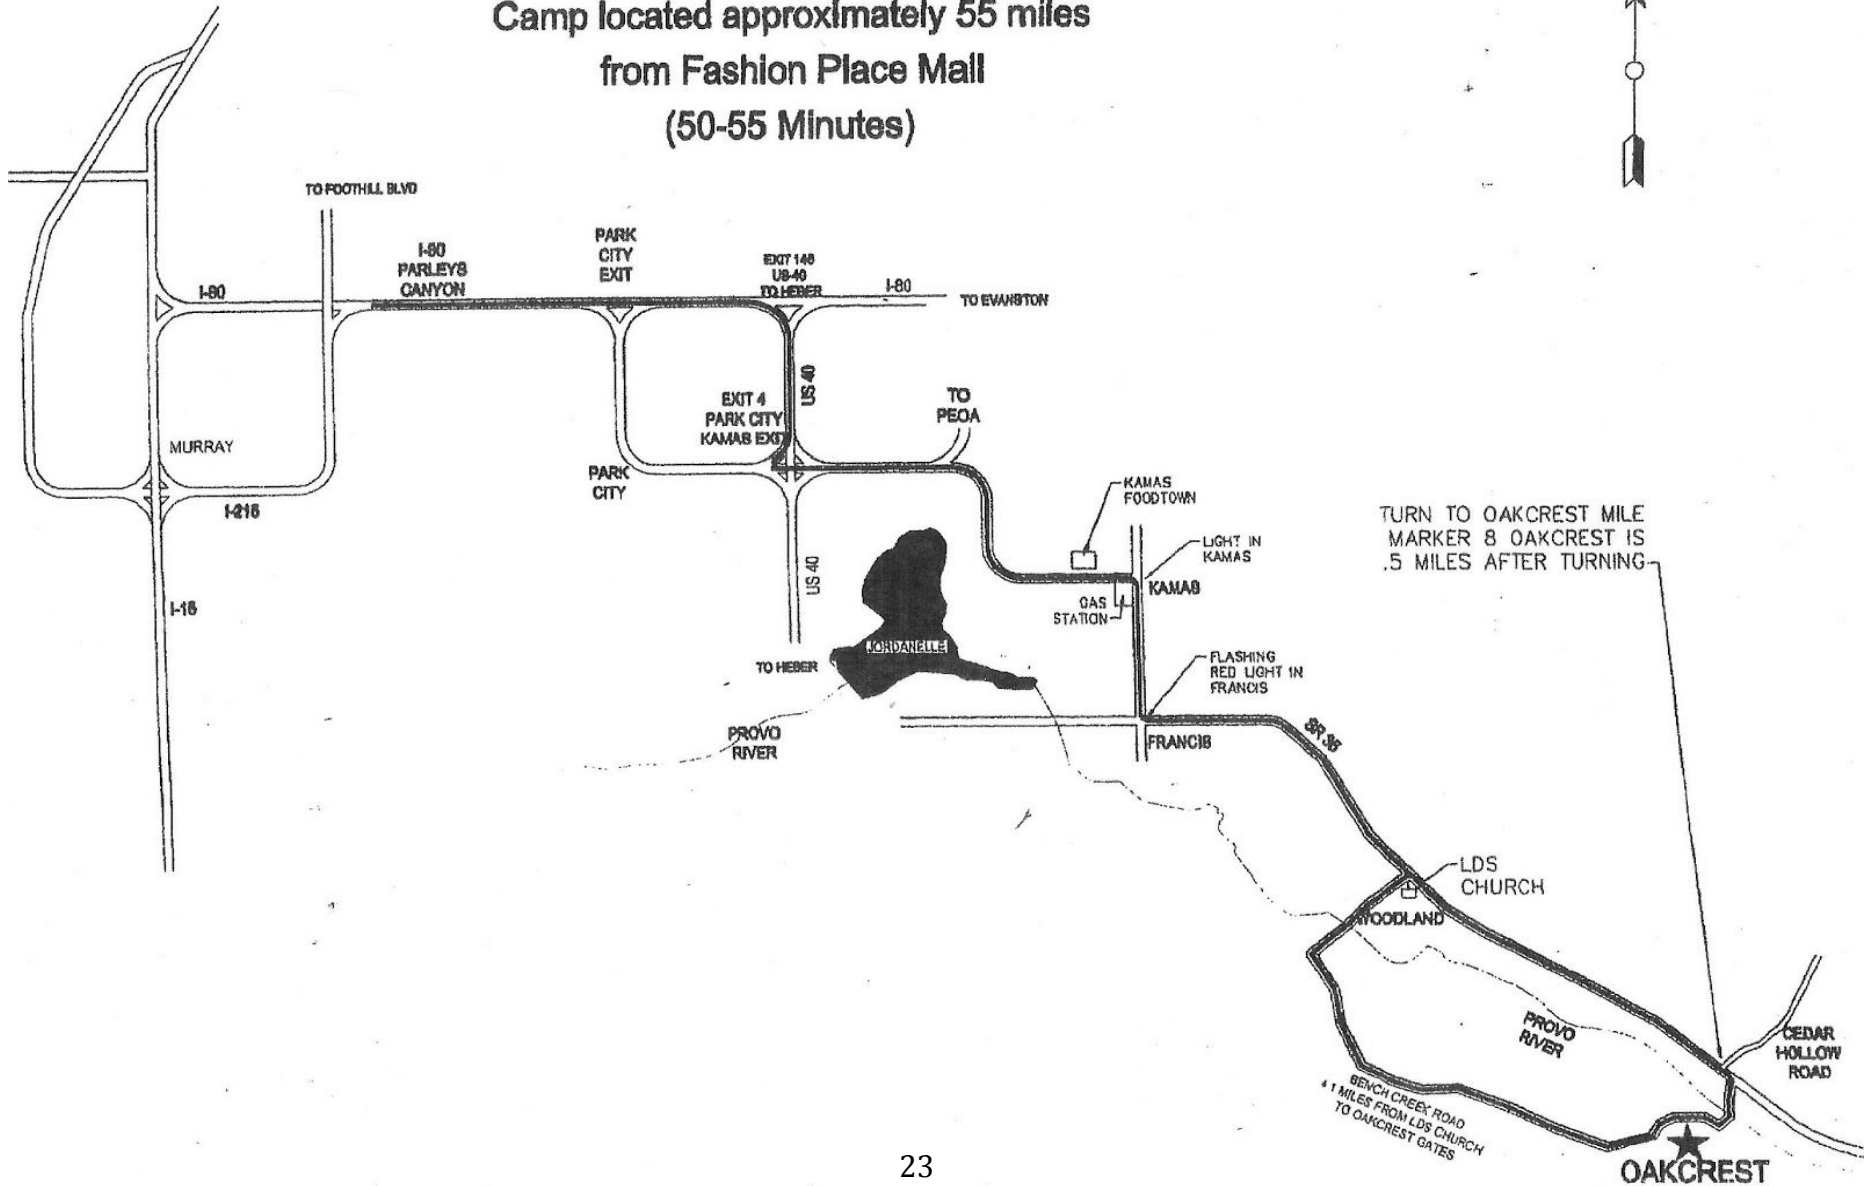 Camp located approximately 55 miles
from Fashion Place Mall
(50-55 Minutes)
TO FOOTHILL BLVD
I-80
PARLEYS
CANYON
PARK
CITY
EXIT
EXIT 146
US-40
TO HEBER
I-80
I-80
TO EVANSTON
US 40
EXIT 4
PARK CITY
KAMAS EXIT
TO
PEOA
MURRAY
PARK
CITY
I-215
KAMAS
FOODTOWN
LIGHT IN
KAMAS
TURN TO OAKCREST MILE
MARKER 8 OAKCREST IS
.5 MILES AFTER TURNING
US 40
KAMAS
GAS
STATION
I-15
JORDANELLE
TO HEBER
FLASHING
RED LIGHT IN
FRANCIS
PROVO
RIVER
FRANCIS
SR 35
LDS
CHURCH
WOODLAND
PROVO
RIVER
CEDAR
HOLLOW
ROAD
BENCH CREEK ROAD
4.1 MILES FROM LDS CHURCH
TO OAKCREST GATES
OAKCREST
23